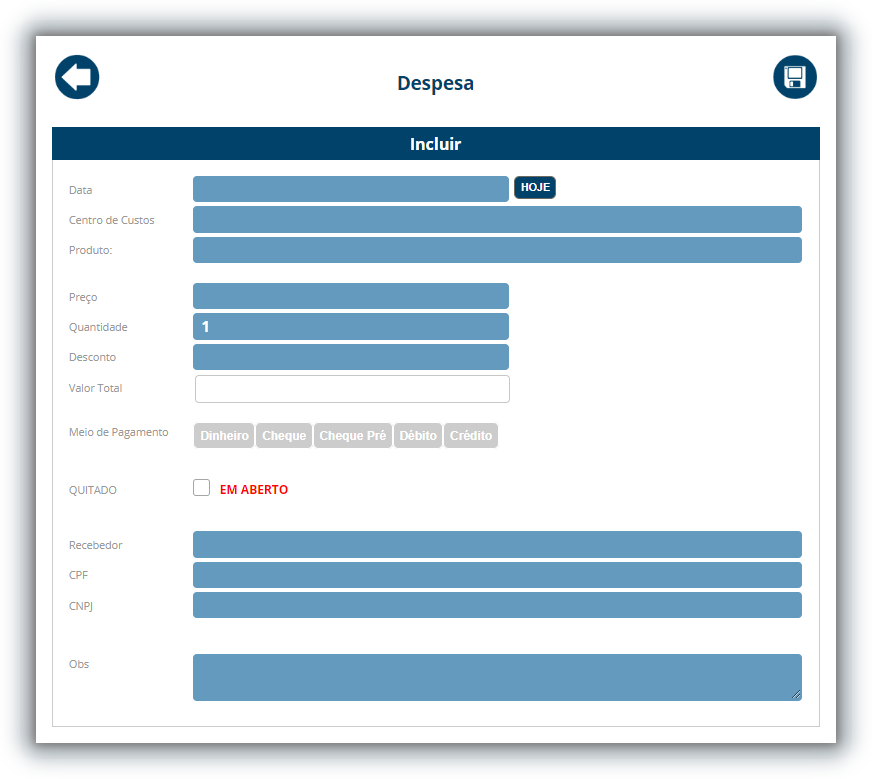 Despesa
Incluir
Data HOJE
Centro de Custos
Produto:
Preço
Quantidade 1
Desconto
Valor Total
Meio de Pagamento Dinheiro Cheque Cheque Pré Débito Crédito
QUITADO EM ABERTO
Recebedor
CPF
CNPJ
Obs